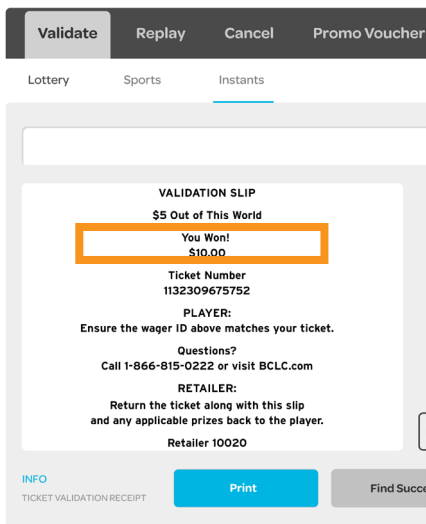 Validate Replay Cancel Promo Voucher
Lottery Sports Instants
VALIDATION SLIP
$5 Out of This World
You Won!
$10.00
Ticket Number
1132309675752
PLAYER:
Ensure the wager ID above matches your ticket.
Questions?
Call 1-866-815-0222 or visit BCLC.com
RETAILER:
Return the ticket along with this slip
and any applicable prizes back to the player.
Retailer 10020
INFO
TICKET VALIDATION RECEIPT
Print
Find Succe